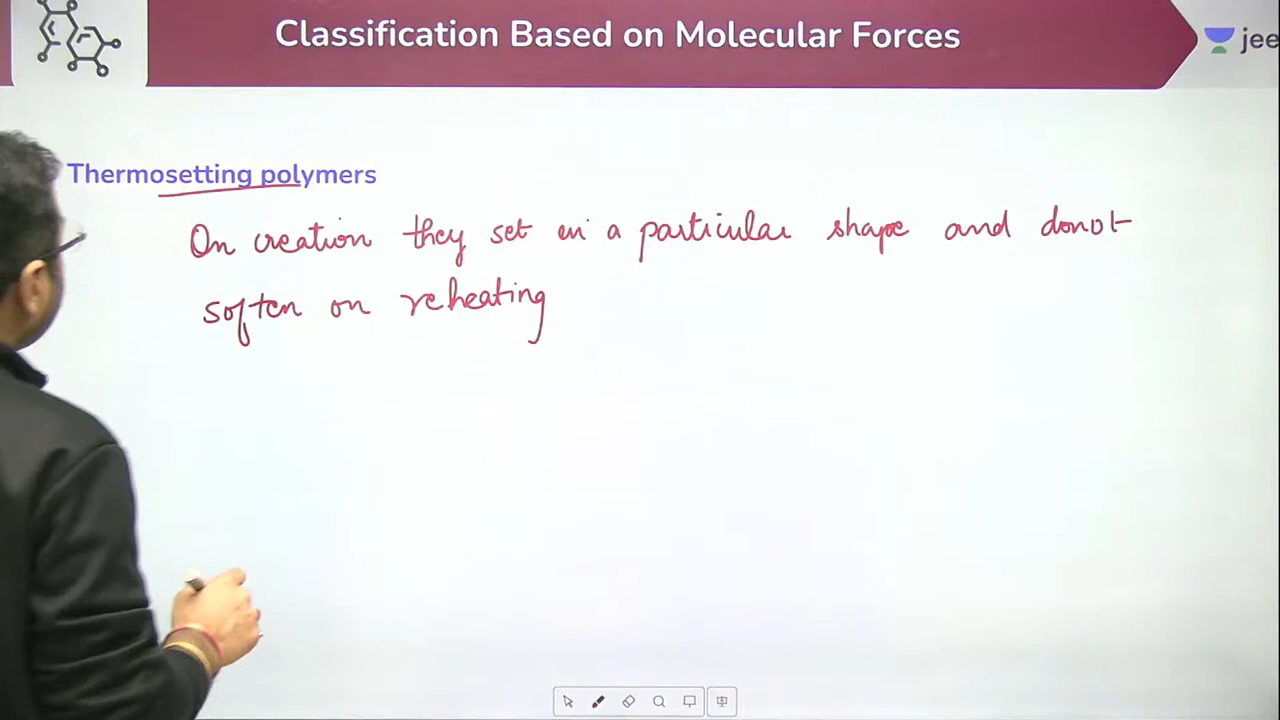 Classification Based on Molecular Forces
jee
Thermosetting polymers
On creation they set in a particular shape and donot
soften on reheating